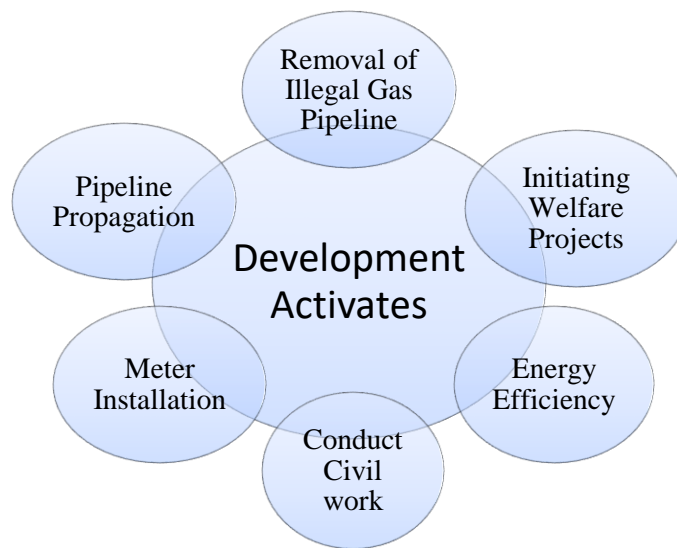 Removal of
Illegal Gas
Pipeline
Initiating
Welfare
Projects
Energy
Efficiency
Conduct
Civil
work
Meter
Installation
Pipeline
Propagation
Development
Activates